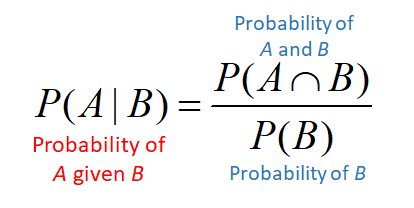 Probability of
A and B
P(A | B) = P(A ∩ B) / P(B)
Probability of
A given B
Probability of B